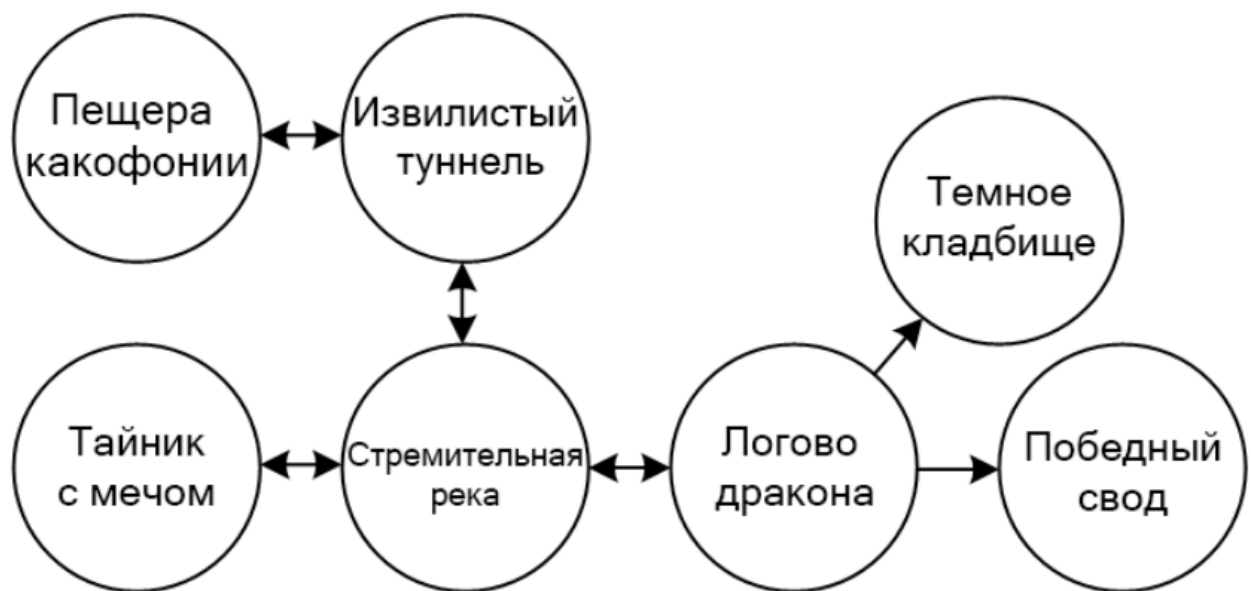 Пещера
какофонии
Извилистый
туннель
Темное
кладбище
Тайник
с мечом
Стремительная
река
Логово
дракона
Победный
свод